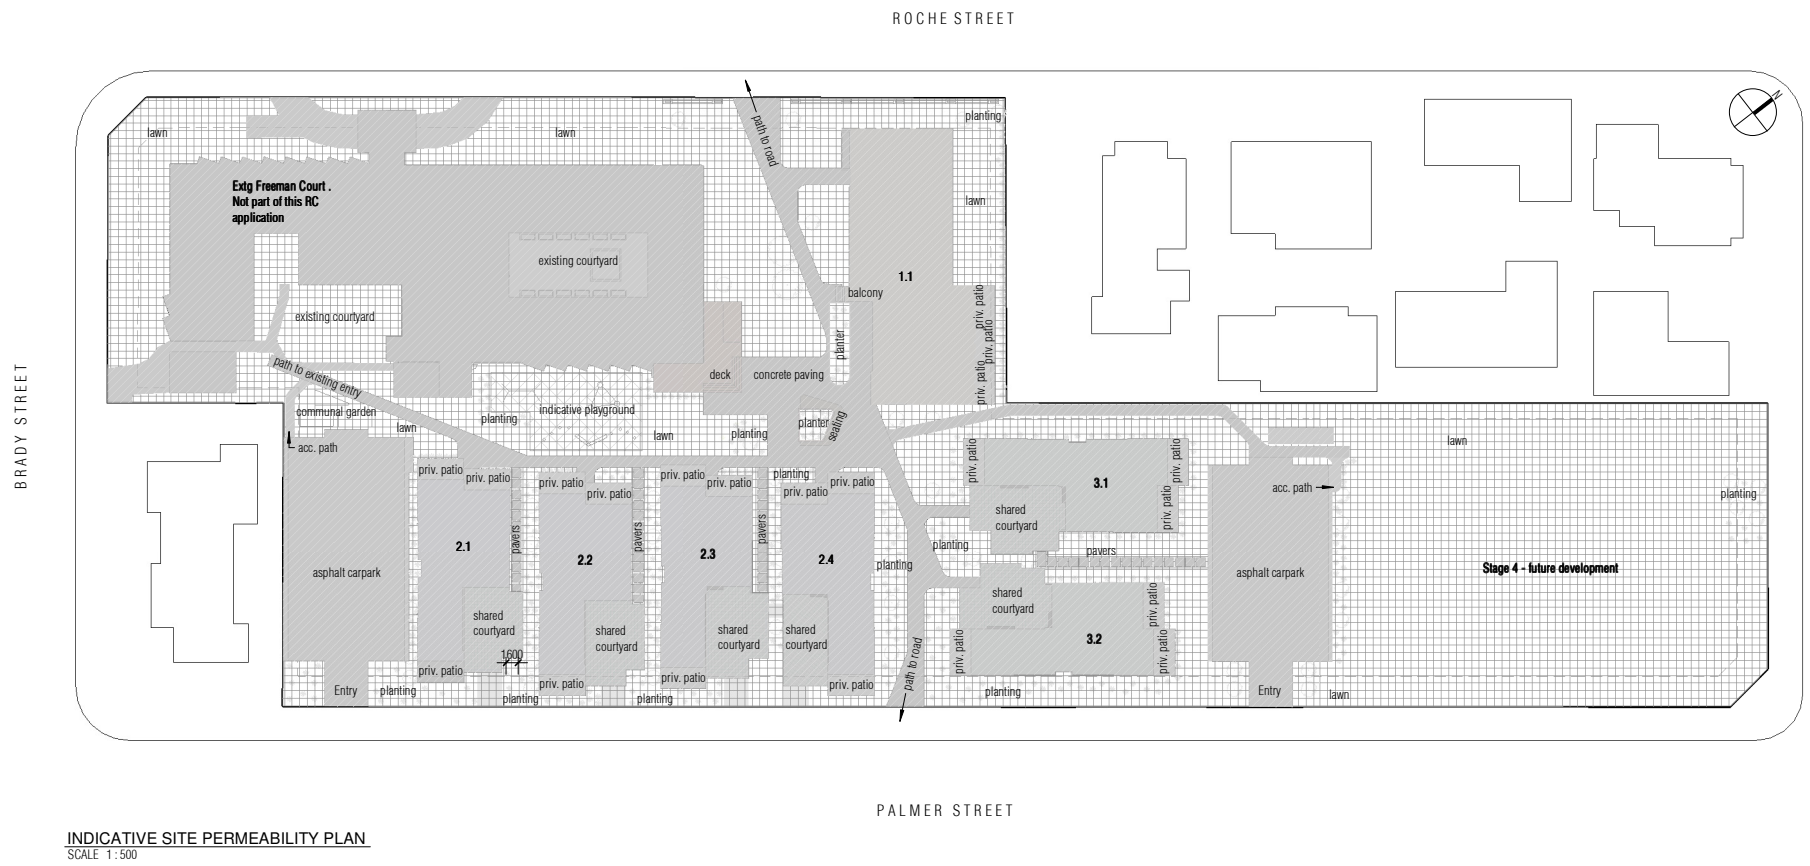 ROCHE STREET
N
planting
lawn
lawn
path to road
Extg Freeman Court .
Not part of this RC
application
lawn
existing courtyard
1.1
balcony
priv. patio
existing courtyard
planter
priv. patio
path to existing entry
deck
concrete paving
priv. patio
BRADY STREET
communal garden
planting
indicative playground
lawn
lawn
planting
planter
seating
acc. path
lawn
priv. patio
priv. patio
priv. patio
priv. patio
priv. patio
priv. patio
priv. patio
planting
priv. patio
priv. patio
priv. patio
priv. patio
3.1
acc. path
planting
priv. patio
shared
courtyard
pavers
pavers
pavers
2.1
2.2
2.3
2.4
planting
planting
pavers
asphalt carpark
asphalt carpark
Stage 4 - future development
shared
courtyard
priv. patio
shared
courtyard
shared
courtyard
shared
courtyard
shared
courtyard
3.2
priv. patio
priv. patio
1600
path to road
priv. patio
priv. patio
priv. patio
priv. patio
Entry
planting
planting
planting
planting
Entry
lawn
PALMER STREET
INDICATIVE SITE PERMEABILITY PLAN
SCALE 1 : 500